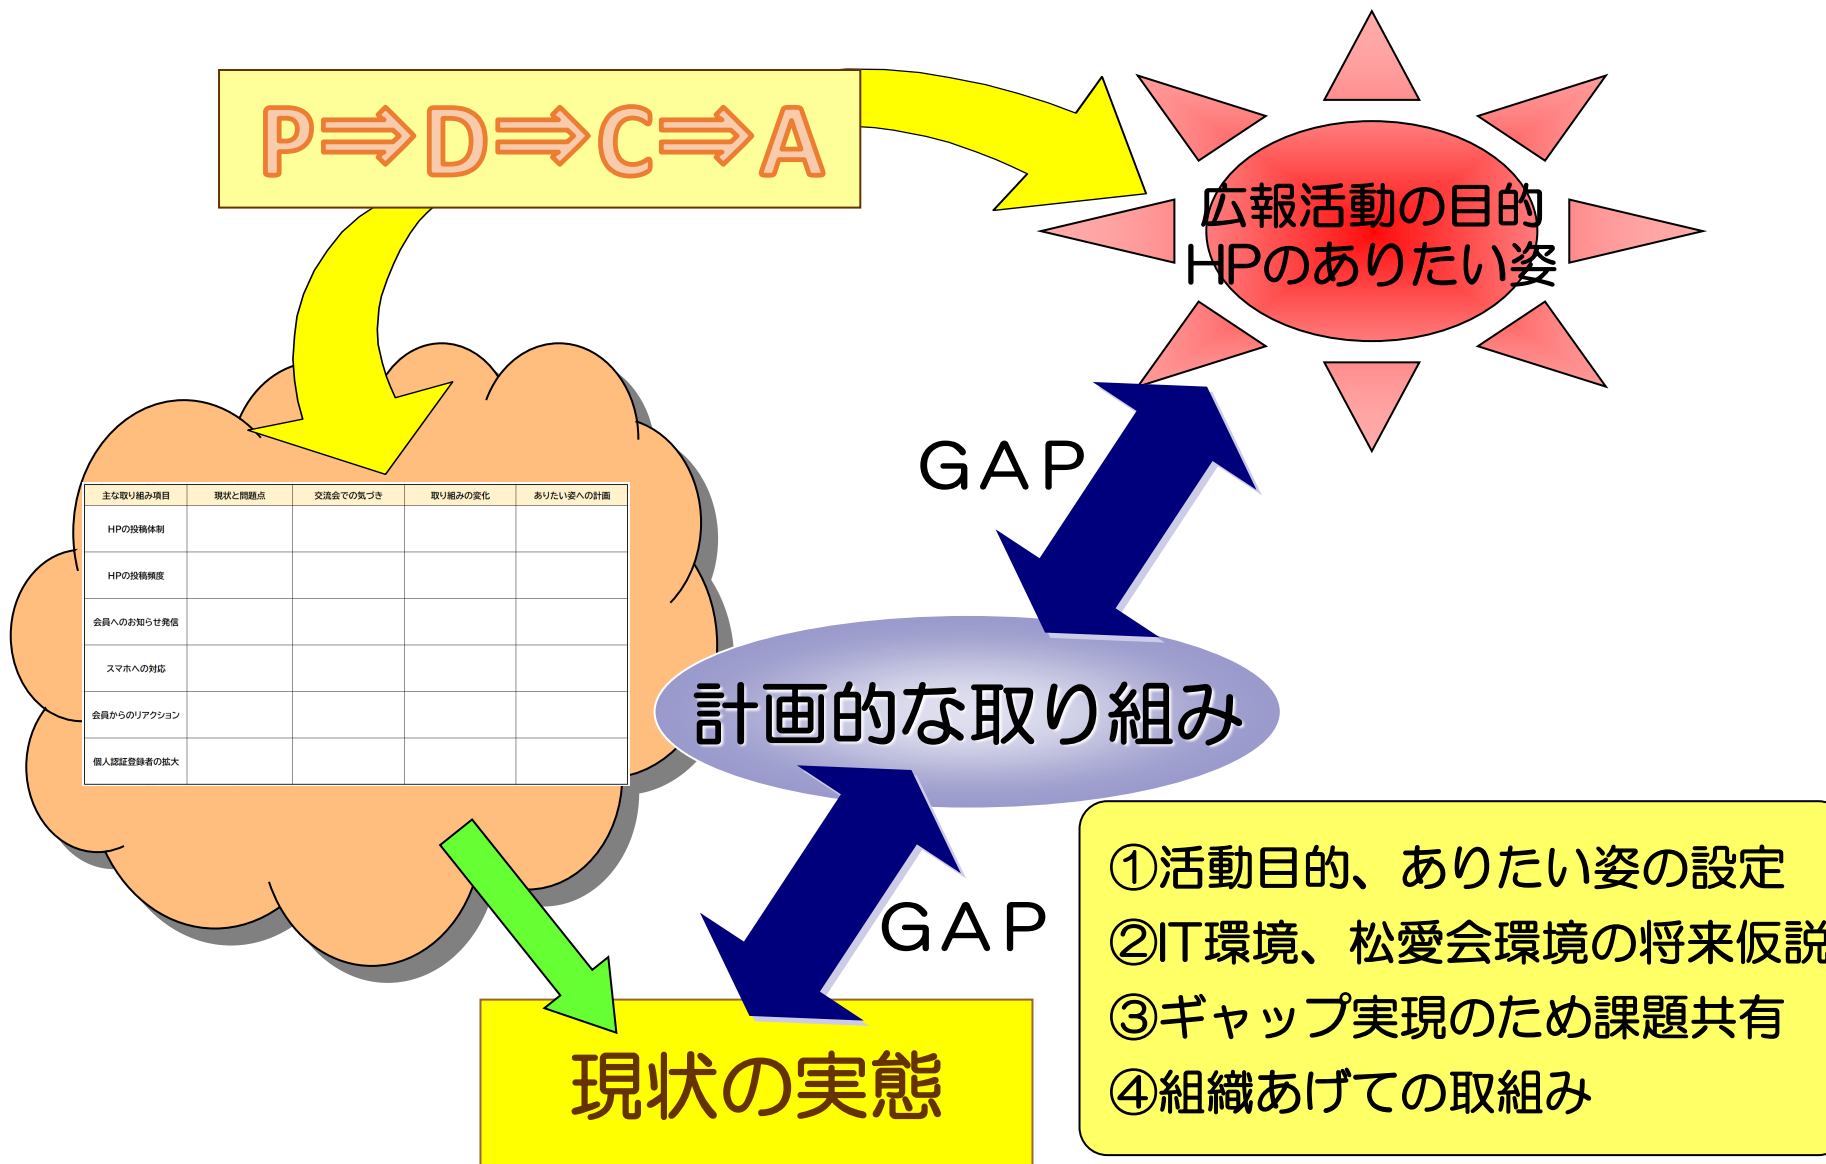 P⇒D⇒C⇒A
広報活動の目的
HPのありたい姿
GAP
主な取り組み項目 現状と問題点 交流会での気づき 取り組みの変化 ありたい姿への計画
HPの投稿体制
HPの投稿頻度
会員へのお知らせ発信
スマホへの対応
会員からのリアクション
個人認証登録者の拡大
計画的な取り組み
GAP
現状の実態
①活動目的、ありたい姿の設定
②IT環境、松愛会環境の将来仮説
③ギャップ実現のため課題共有
④組織あげての取組み